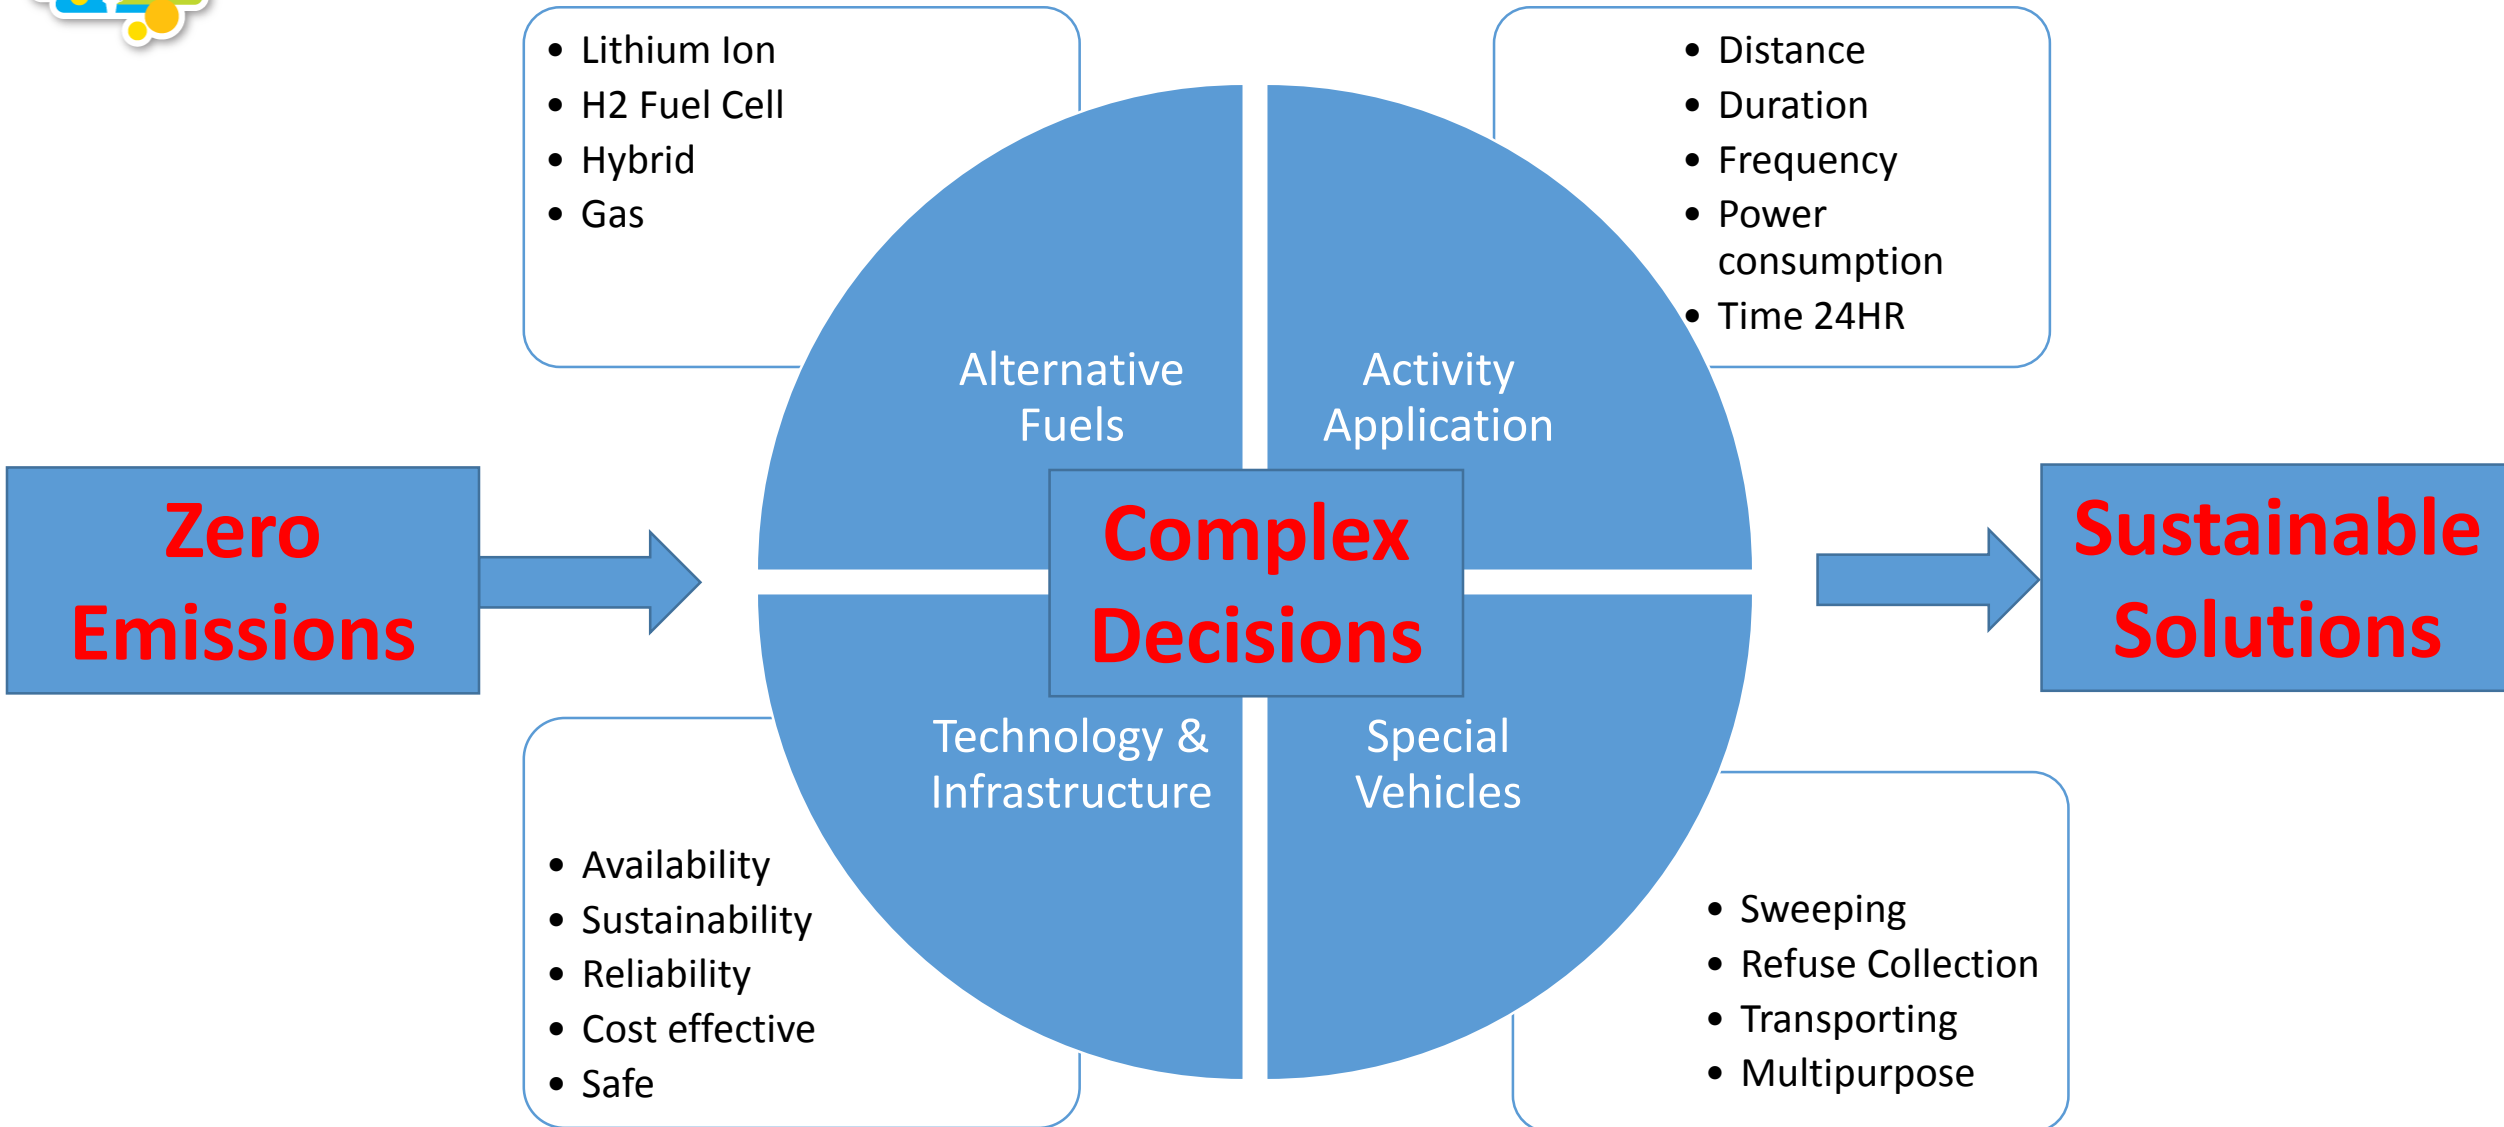 • Lithium Ion
• H2 Fuel Cell
• Hybrid
• Gas
• Distance
• Duration
• Frequency
• Power
consumption
• Time 24HR
Alternative
Fuels
Activity
Application
Zero
Emissions
Complex
Decisions
Sustainable
Solutions
Technology &
Infrastructure
Special
Vehicles
• Availability
• Sustainability
• Reliability
• Cost effective
• Safe
• Sweeping
• Refuse Collection
• Transporting
• Multipurpose